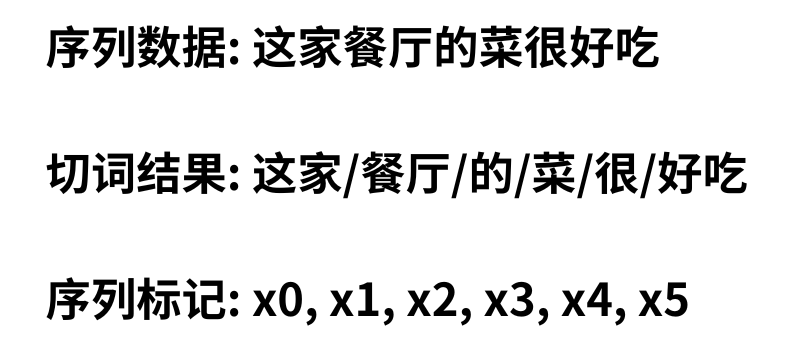 序列数据: 这家餐厅的菜很好吃
切词结果: 这家/餐厅/的/菜/很/好吃
序列标记: x0, x1, x2, x3, x4, x5